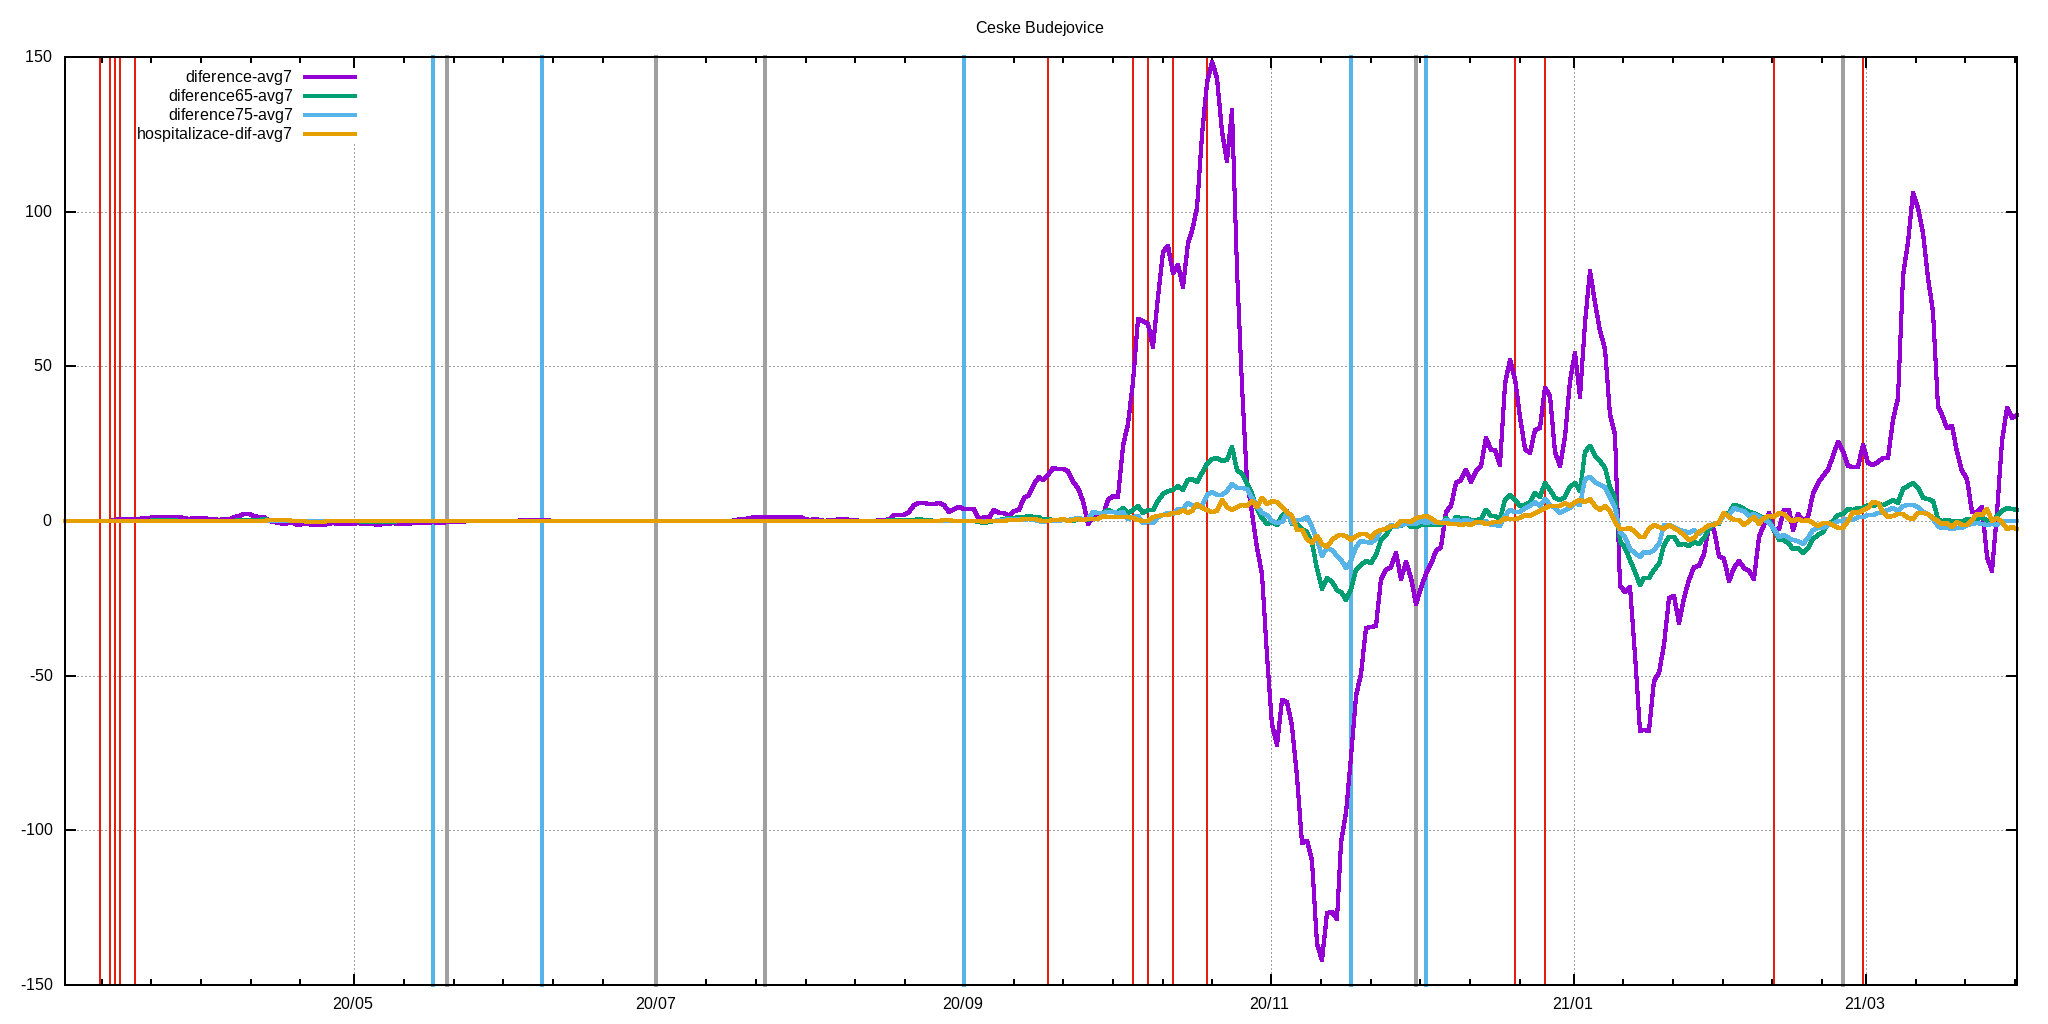 Ceske Budejovice
150
diference-avg7
diference65-avg7
diference75-avg7
hospitalizace-dif-avg7
100
50
0
-50
-100
-150
20/05
20/07
20/09
20/11
21/01
21/03